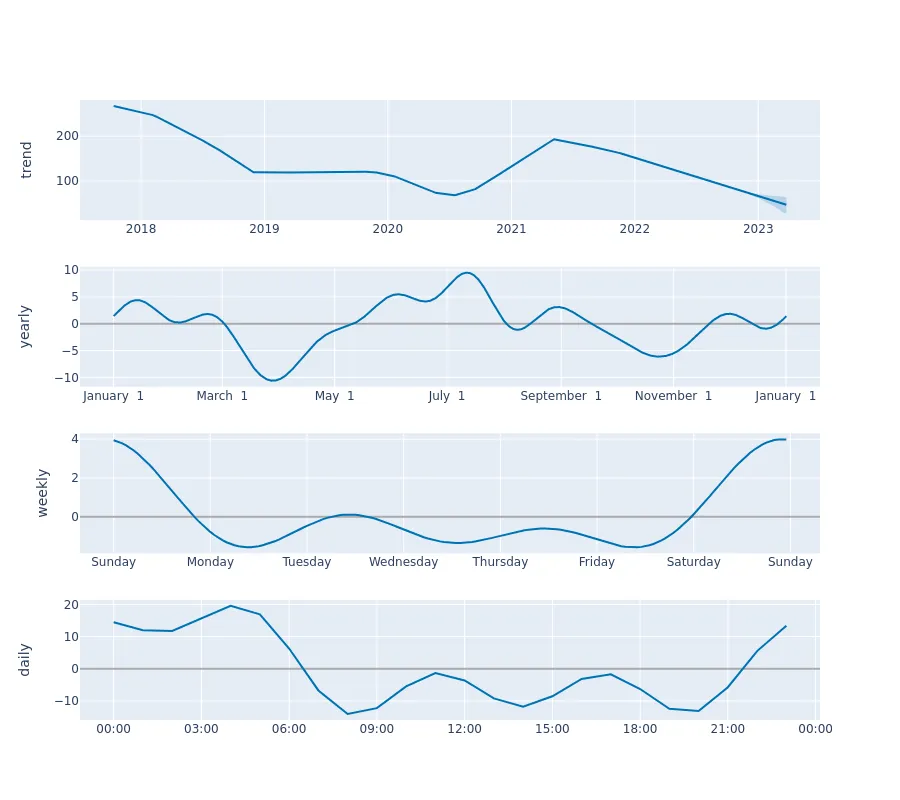 trend
200
100
2018 2019 2020 2021 2022 2023
yearly
10
5
0
−5
−10
January 1 March 1 May 1 July 1 September 1 November 1 January 1
weekly
4
2
0
Sunday Monday Tuesday Wednesday Thursday Friday Saturday Sunday
daily
20
10
0
−10
00:00 03:00 06:00 09:00 12:00 15:00 18:00 21:00 00:00